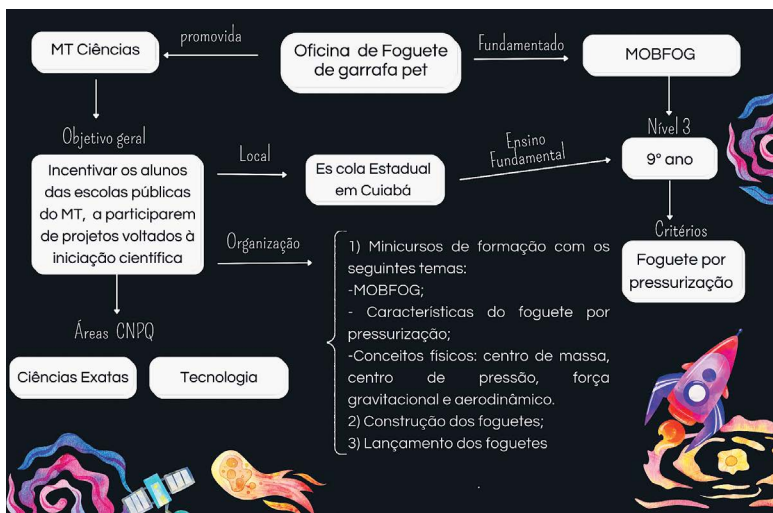 MT Ciências
promovida
Oficina de Foguete
de garrafa pet
Fundamentado
MOBFOG
Objetivo geral
Incentivar os alunos
das escolas públicas
do MT, a participarem
de projetos voltados à
iniciação científica
Local
Es cola Estadual
em Cuiabá
Ensino
Fundamental
Nível 3
9º ano
Critérios
Foguete por
pressurização
Organização
1) Minicursos de formação com os
seguintes temas:
-MOBFOG;
- Características do foguete por
pressurização;
-Conceitos físicos: centro de massa,
centro de pressão, força
gravitacional e aerodinâmico.
2) Construção dos foguetes;
3) Lançamento dos foguetes
Áreas CNPQ
Ciências Exatas
Tecnologia